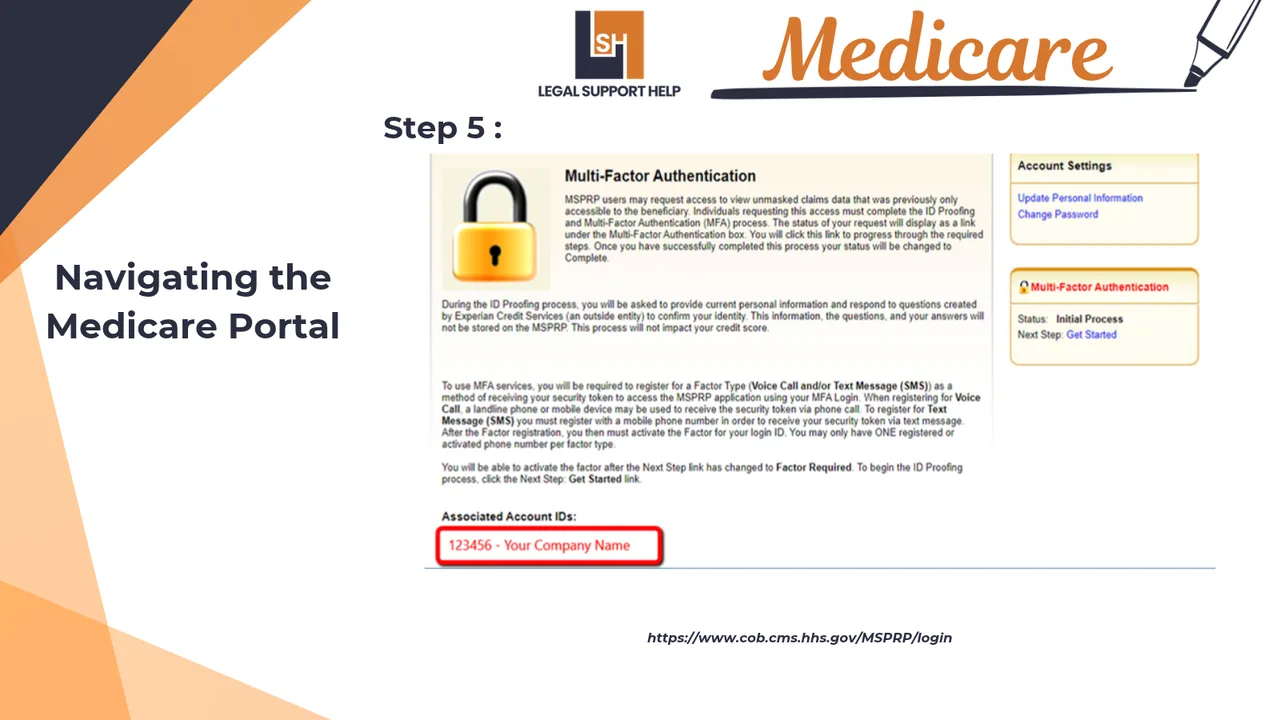 LSH
LEGAL SUPPORT HELP
Medicare
Step 5 :
Navigating the
Medicare Portal
Multi-Factor Authentication
MSPRP users may request access to view unmasked claims data that was previously only
accessible to the beneficiary. Individuals requesting this access must complete the ID Proofing
and Multi-Factor Authentication (MFA) process. The status of your request will display as a link
under the Multi-Factor Authentication box. You will click this link to progress through the required
steps. Once you have successfully completed this process your status will be changed to
Complete.
During the ID Proofing process, you will be asked to provide current personal information and respond to questions created
by Experian Credit Services (an outside entity) to confirm your identity. This information, the questions, and your answers will
not be stored on the MSPRP. This process will not impact your credit score.
To use MFA services, you will be required to register for a Factor Type (Voice Call and/or Text Message (SMS)) as a
method of receiving your security token to access the MSPRP application using your MFA Login. When registering for Voice
Call, a landline phone or mobile device may be used to receive the security token via phone call. To register for Text
Message (SMS) you must register with a mobile phone number in order to receive your security token via text message.
After the Factor registration, you then must activate the Factor for your login ID. You may only have ONE registered or
activated phone number per factor type.
You will be able to activate the factor after the Next Step link has changed to Factor Required. To begin the ID Proofing
process, click the Next Step: Get Started link.
Associated Account IDs:
123456 - Your Company Name
Account Settings
Update Personal Information
Change Password
Multi-Factor Authentication
Status: Initial Process
Next Step: Get Started
https://www.cob.cms.hhs.gov/MSPRP/login